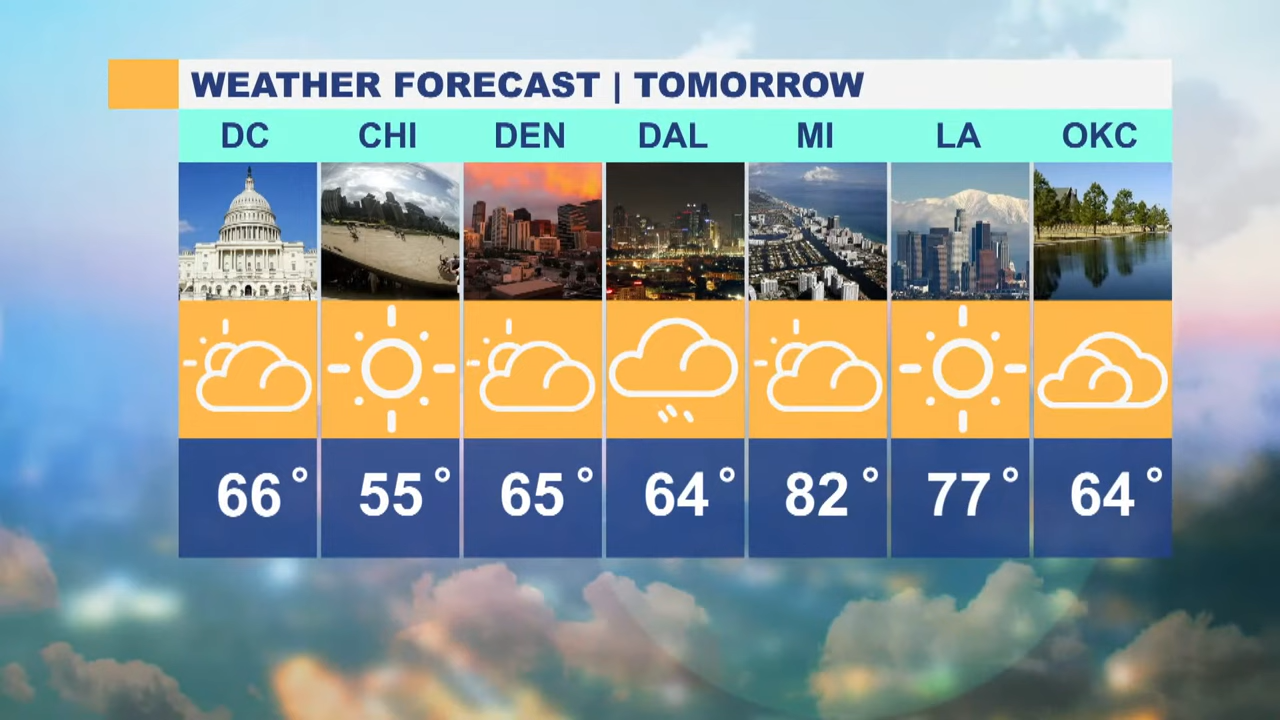 WEATHER FORECAST | TOMORROW
DC CHI DEN DAL MI LA OKC
66° 55° 65° 64° 82° 77° 64°